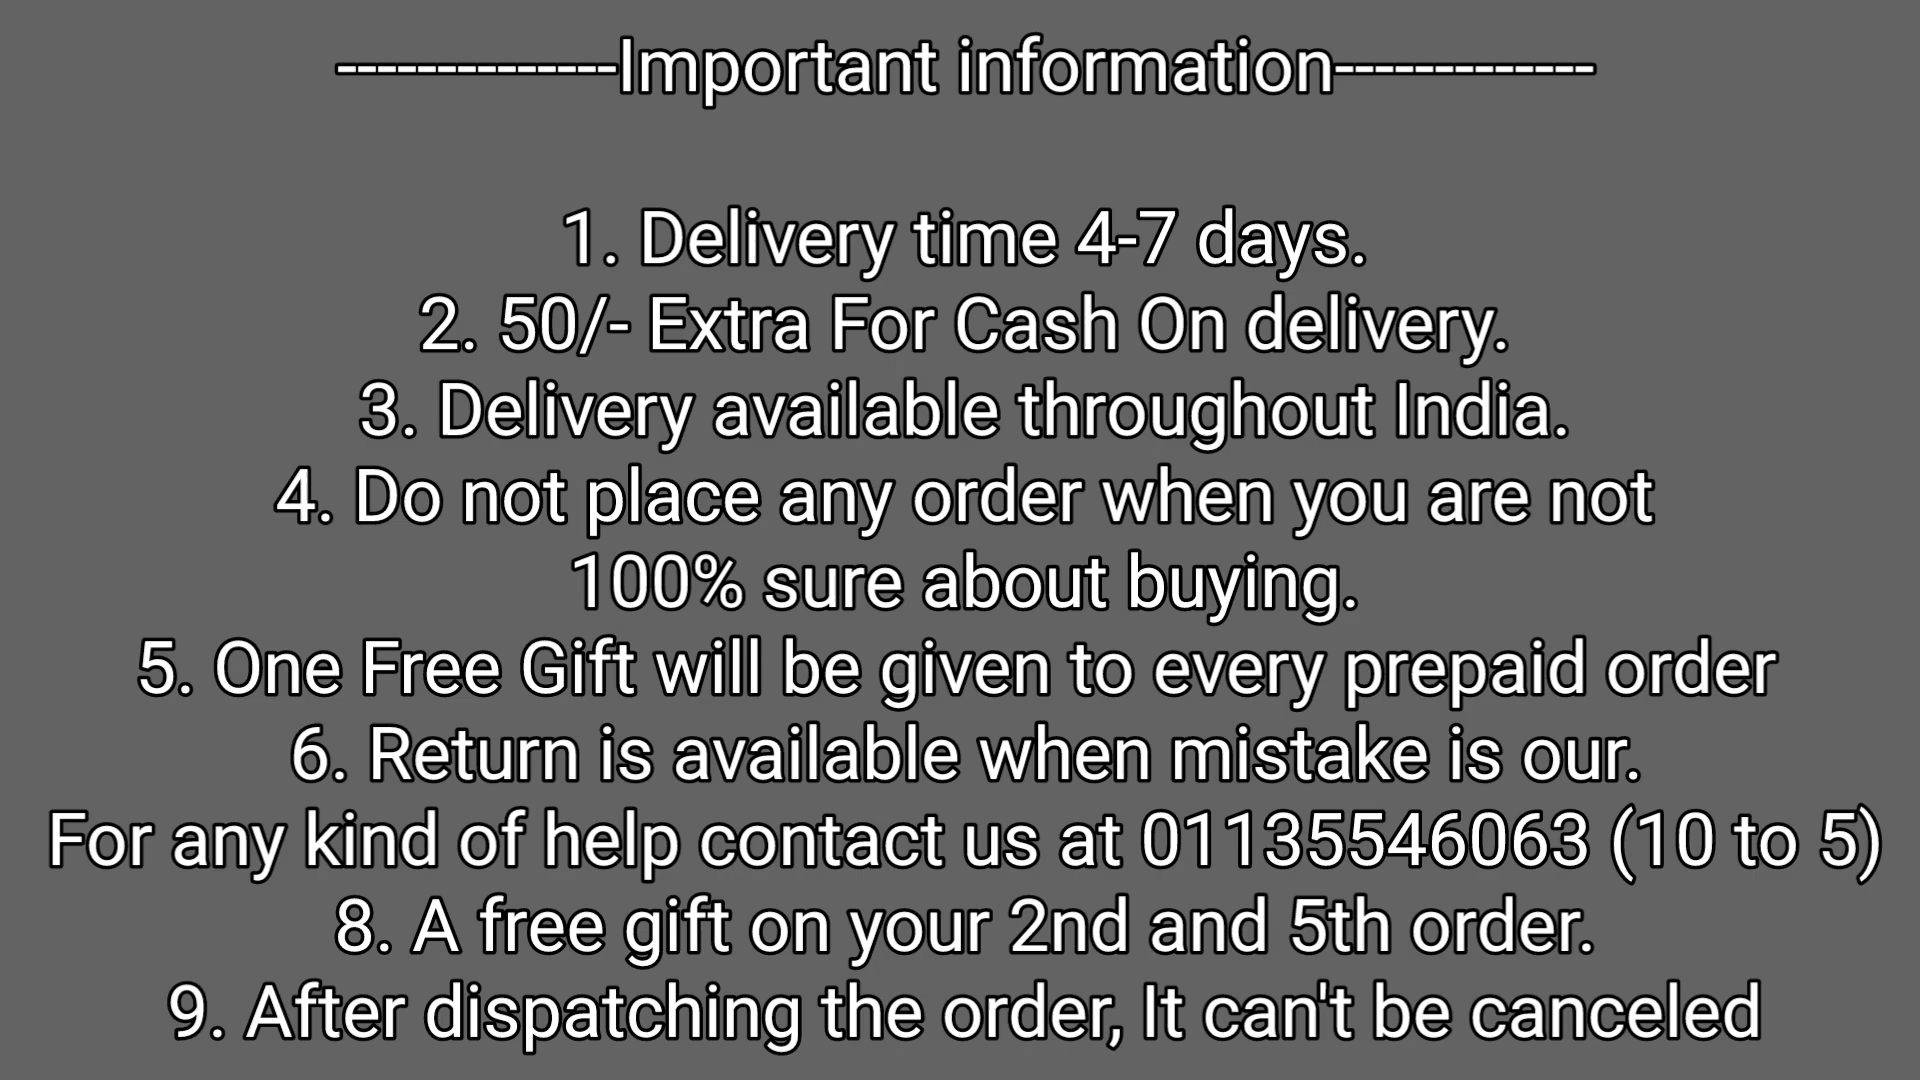 --------------Important information-------------
1. Delivery time 4-7 days.
2. 50/- Extra For Cash On delivery.
3. Delivery available throughout India.
4. Do not place any order when you are not
100% sure about buying.
5. One Free Gift will be given to every prepaid order
6. Return is available when mistake is our.
For any kind of help contact us at 01135546063 (10 to 5)
8. A free gift on your 2nd and 5th order.
9. After dispatching the order, It can't be canceled